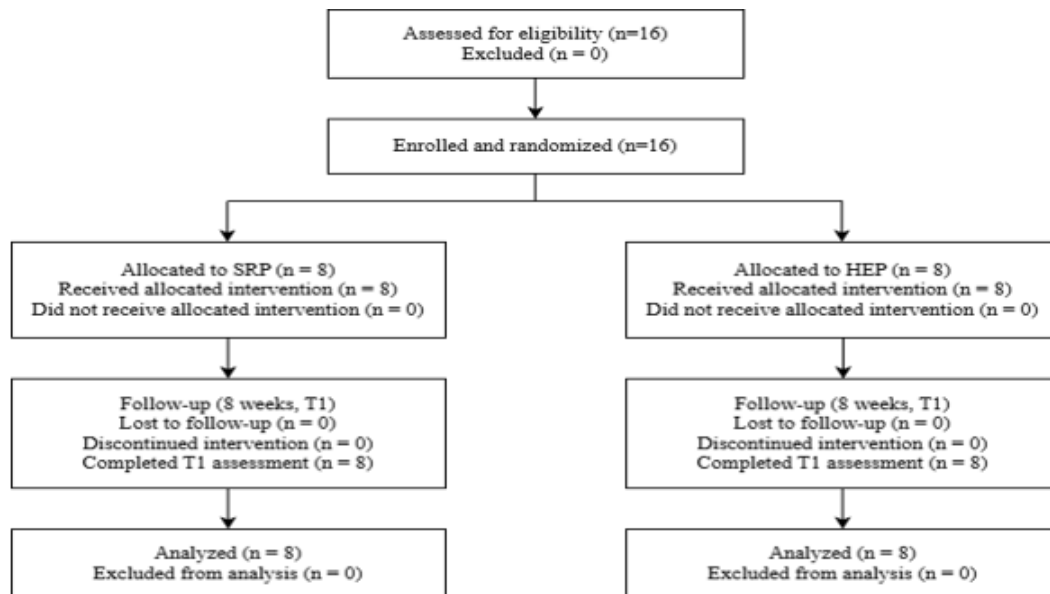 Assessed for eligibility (n=16)
Excluded (n = 0)
Enrolled and randomized (n=16)
Allocated to SRP (n = 8)
Received allocated intervention (n = 8)
Did not receive allocated intervention (n = 0)
Allocated to HEP (n = 8)
Received allocated intervention (n = 8)
Did not receive allocated intervention (n = 0)
Follow-up (8 weeks, T1)
Lost to follow-up (n = 0)
Discontinued intervention (n = 0)
Completed T1 assessment (n = 8)
Follow-up (8 weeks, T1)
Lost to follow-up (n = 0)
Discontinued intervention (n = 0)
Completed T1 assessment (n = 8)
Analyzed (n = 8)
Excluded from analysis (n = 0)
Analyzed (n = 8)
Excluded from analysis (n = 0)